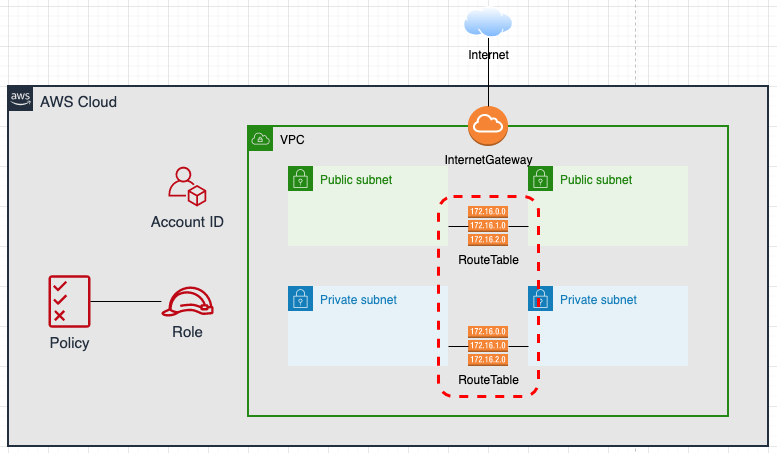 Internet
aws
AWS Cloud
VPC
InternetGateway
Public subnet
Public subnet
172.16.0.0
172.16.1.0
172.16.2.0
RouteTable
Account ID
Private subnet
Private subnet
172.16.0.0
172.16.1.0
172.16.2.0
RouteTable
Policy
Role